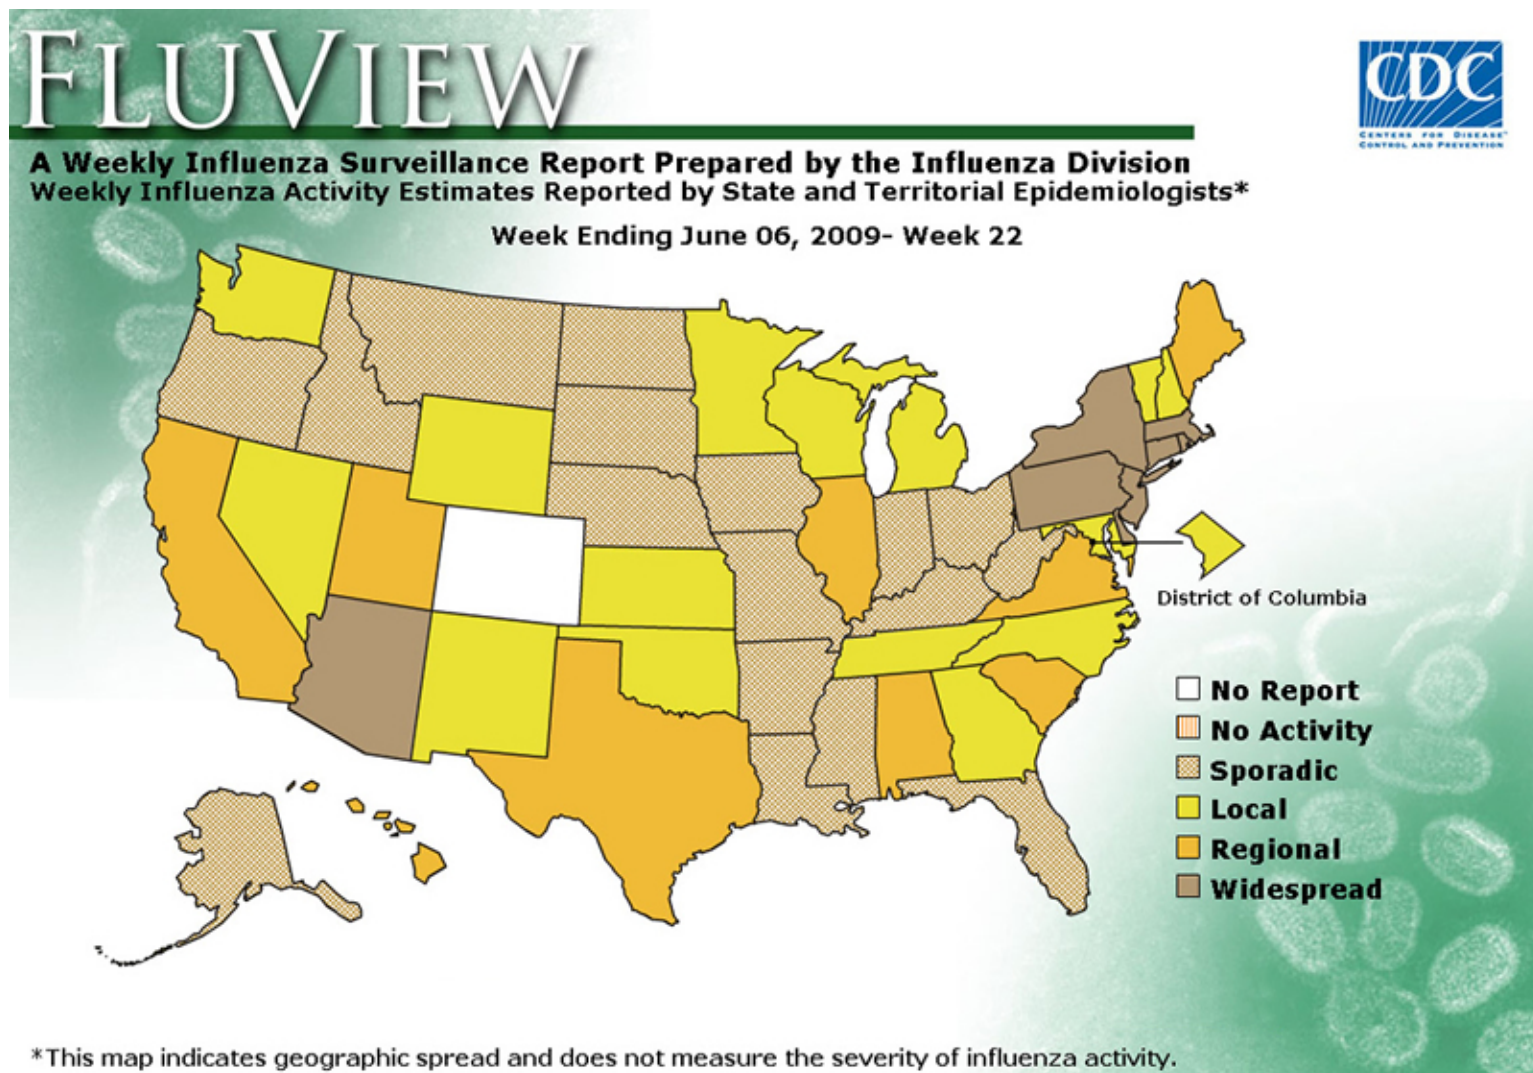 FLUVIEW
CDC
CENTERS FOR DISEASE™
CONTROL AND PREVENTION
A Weekly Influenza Surveillance Report Prepared by the Influenza Division
Weekly Influenza Activity Estimates Reported by State and Territorial Epidemiologists*
Week Ending June 06, 2009- Week 22
District of Columbia
No Report
No Activity
Sporadic
Local
Regional
Widespread
*This map indicates geographic spread and does not measure the severity of influenza activity.